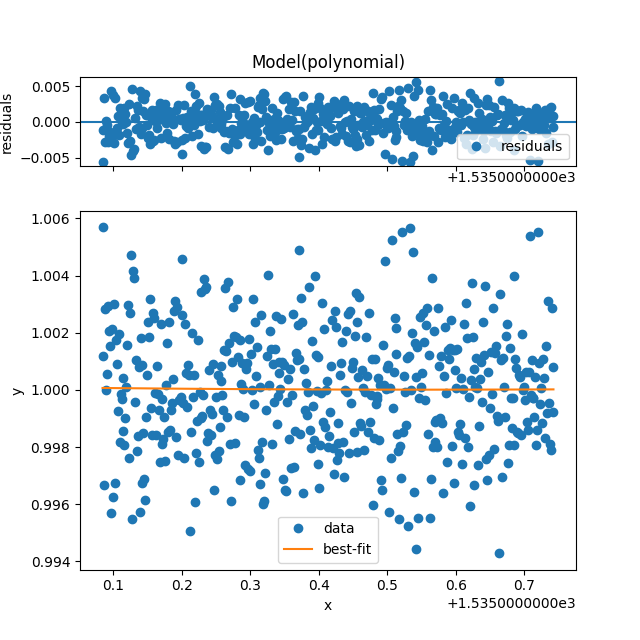 Model(polynomial)
residuals
0.005
0.000
−0.005
residuals
+1.5350000000e3
y
1.006
1.004
1.002
1.000
0.998
0.996
0.994
data
best-fit
0.1 0.2 0.3 0.4 0.5 0.6 0.7
x
+1.5350000000e3